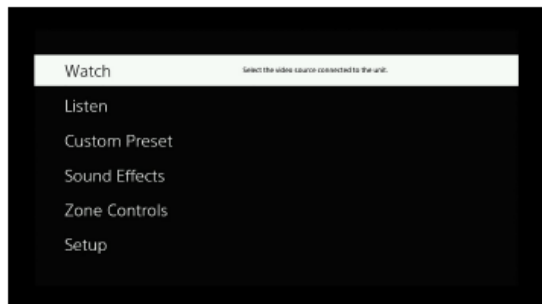 Watch
Select the video source connected to the unit.
Listen
Custom Preset
Sound Effects
Zone Controls
Setup